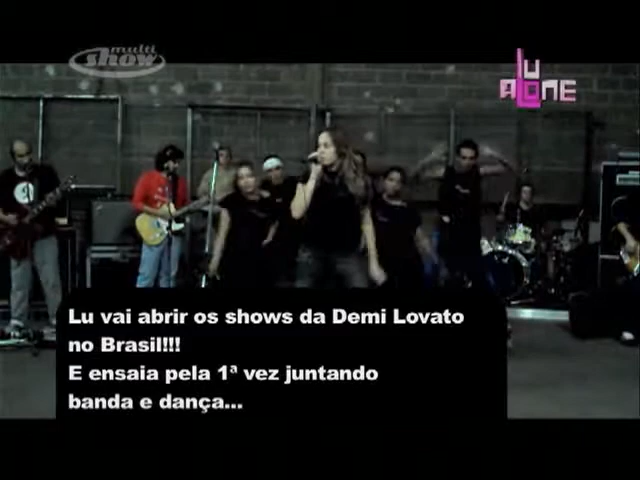 multi
show
LU
ALONE
Lu vai abrir os shows da Demi Lovato
no Brasil!!!
E ensaia pela 1ª vez juntando
banda e dança...